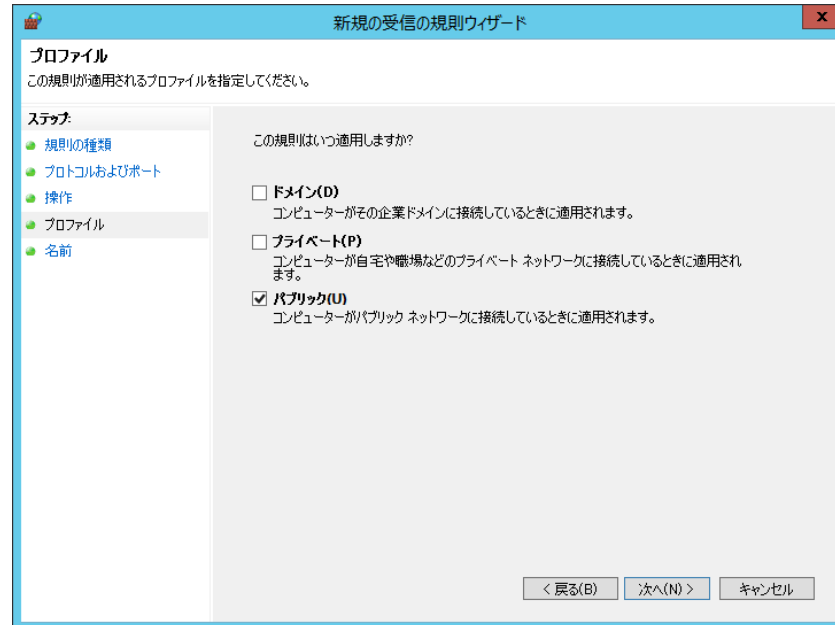 新規の受信の規則ウィザード
x
プロファイル
この規則が適用されるプロファイルを指定してください。
ステップ:
規則の種類
プロトコルおよびポート
操作
プロファイル
名前
この規則はいつ適用しますか?
ドメイン(D)
コンピューターがその企業ドメインに接続しているときに適用されます。
プライベート(P)
コンピューターが自宅や職場などのプライベート ネットワークに接続しているときに適用され
ます。
パブリック(U)
コンピューターがパブリック ネットワークに接続しているときに適用されます。
< 戻る(B)
次へ(N) >
キャンセル